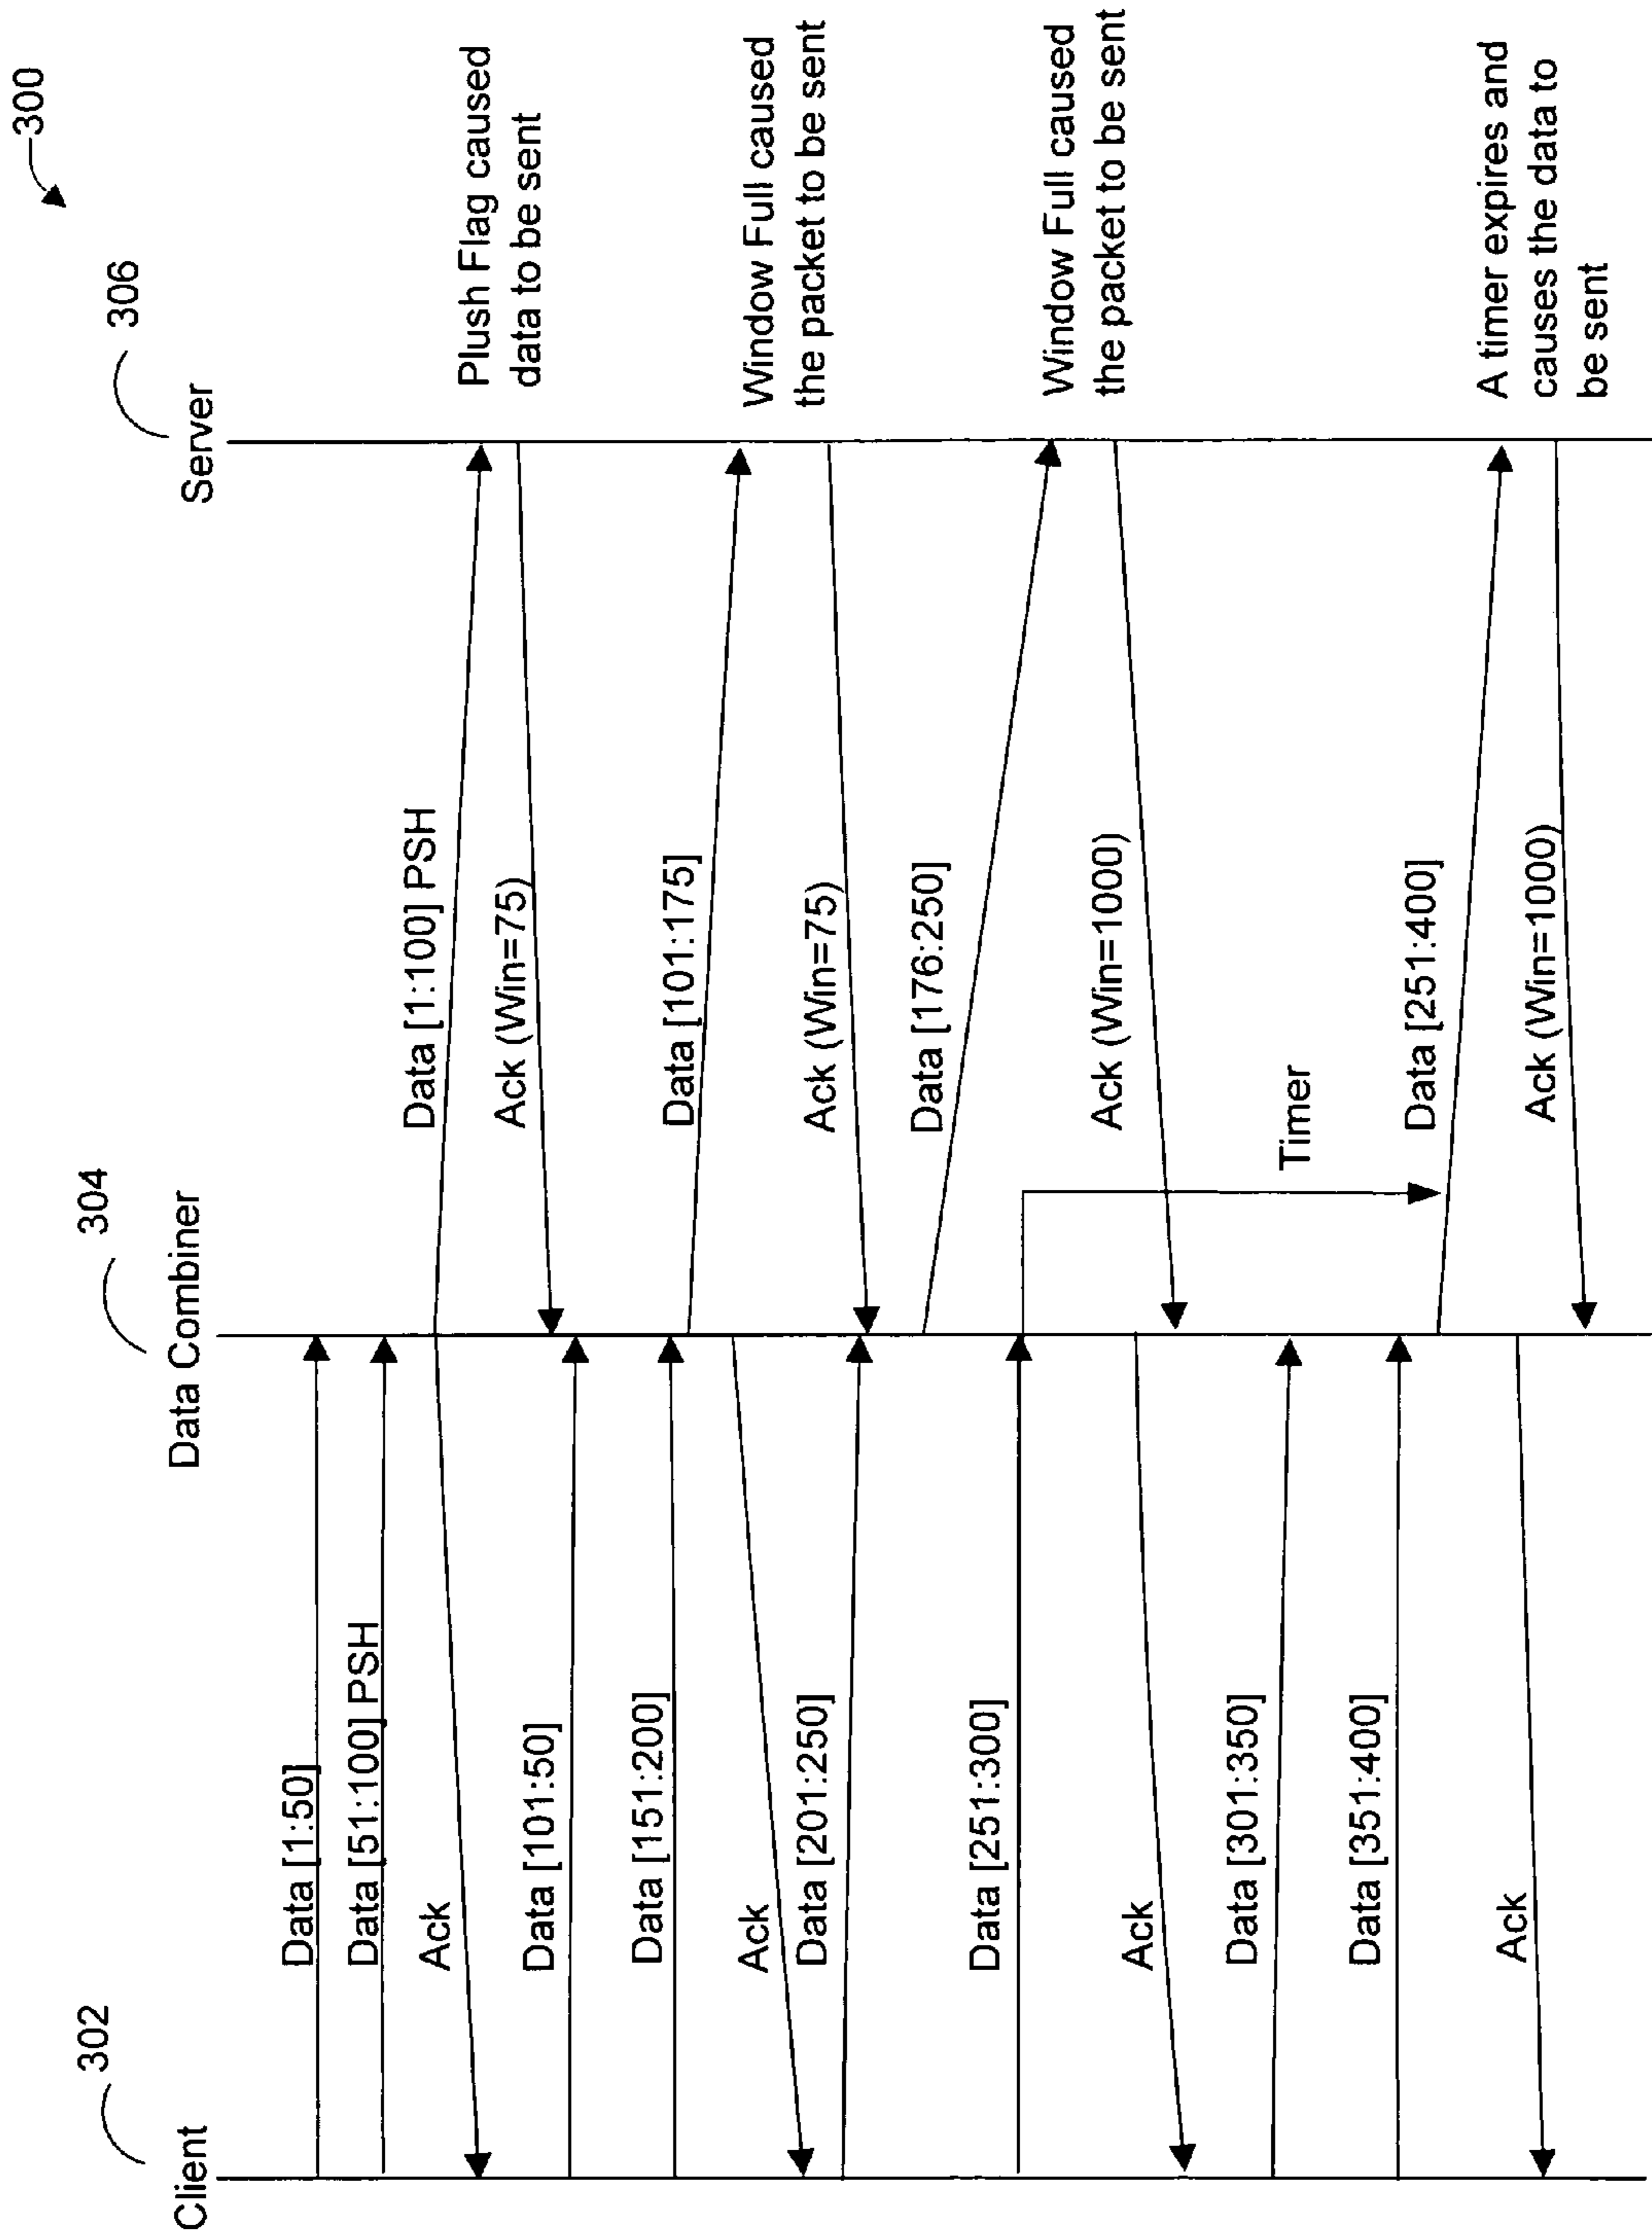 300
302
304
306
Client
Data Combiner
Server
Data [1:50]
Data [51:100] PSH
Ack
Data [1:100] PSH
Plush Flag caused
data to be sent
Ack (Win=75)
Data [101:50]
Data [151:200]
Data [101:175]
Window Full caused
the packet to be sent
Ack
Ack (Win=75)
Data [201:250]
Data [176:250]
Window Full caused
the packet to be sent
Data [251:300]
Ack (Win=1000)
Ack
Timer
Data [301:350]
Data [351:400]
Data [251:400]
A timer expires and
causes the data to
be sent
Ack
Ack (Win=1000)